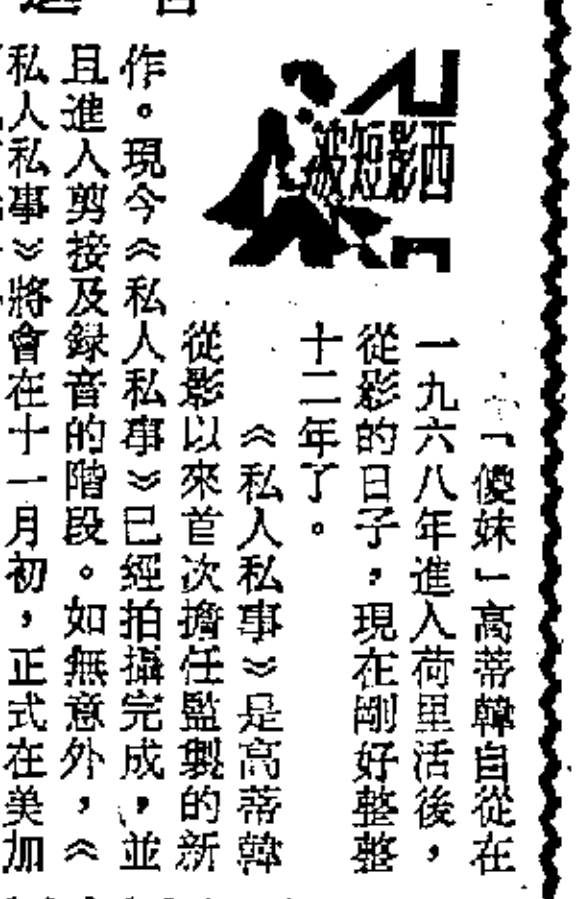 西影短波
「傻妹」高蒂韓自從在
一九六八年進入荷里活後，
從影的日子，現在剛好整整
十二年了。
《私人私事》是高蒂韓
從影以來首次擔任監製的新
作。現今《私人私事》已經拍攝完成，並
且進入剪接及錄音的階段。如無意外，《
私人私事》將會在十一月初，正式在美加